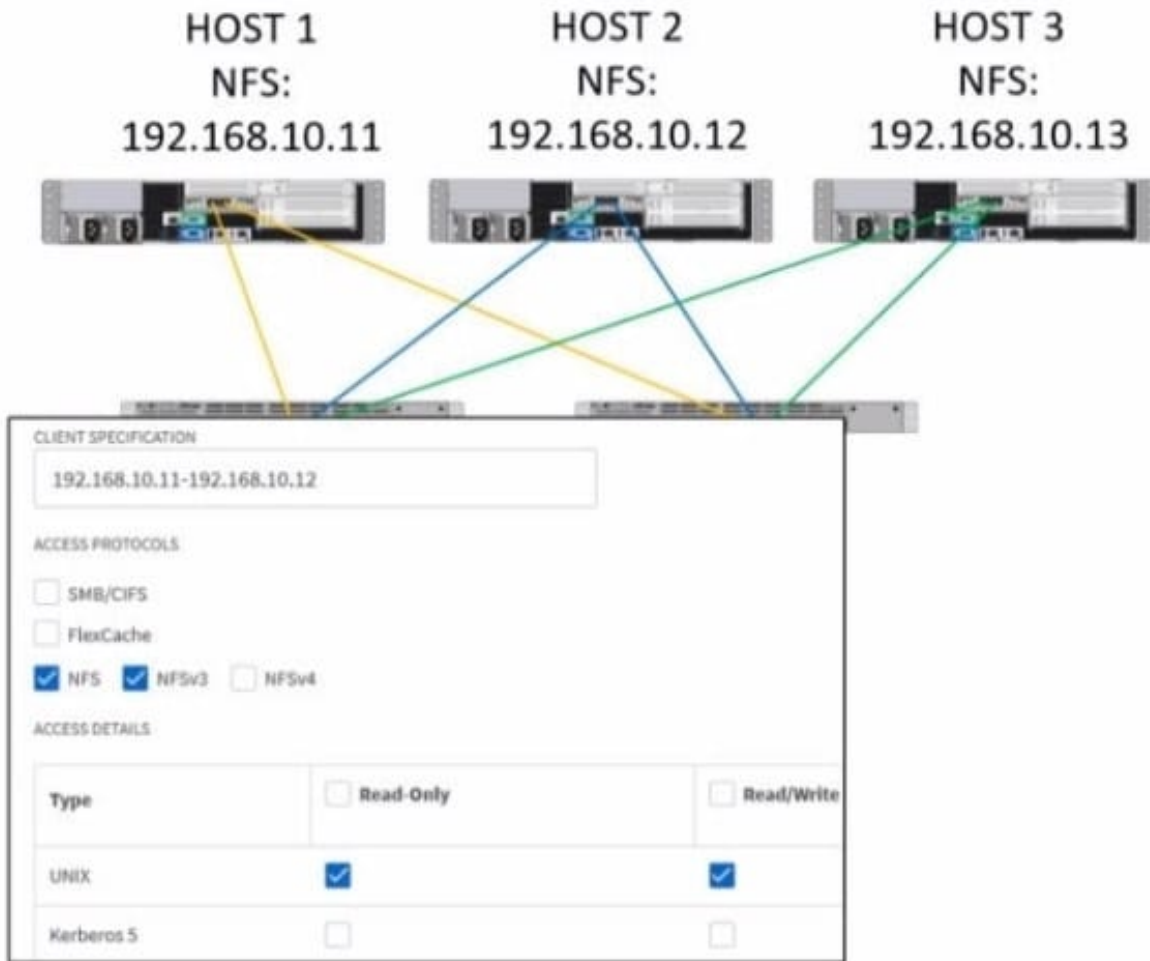 HOST 1
NFS:
192.168.10.11
HOST 2
NFS:
192.168.10.12
HOST 3
NFS:
192.168.10.13
CLIENT SPECIFICATION
192.168.10.11-192.168.10.12
ACCESS PROTOCOLS
SMB/CIFS
FlexCache
NFS NFSv3 NFSv4
ACCESS DETAILS
Type Read-Only Read/Write
UNIX
Kerberos 5